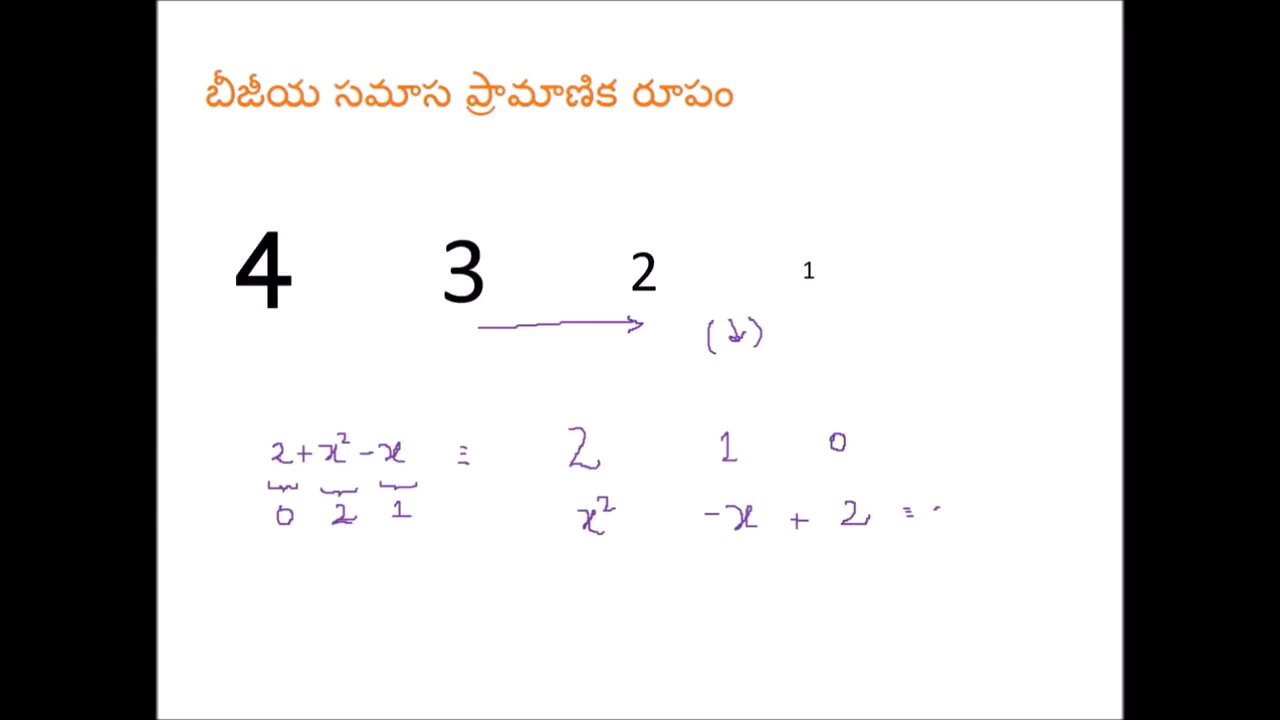 బీజీయ సమాస ప్రామాణిక రూపం
4 3 2 1
(↓)
2+x²-x ≡ 2 1 0
0 2 1 x² -x + 2 =